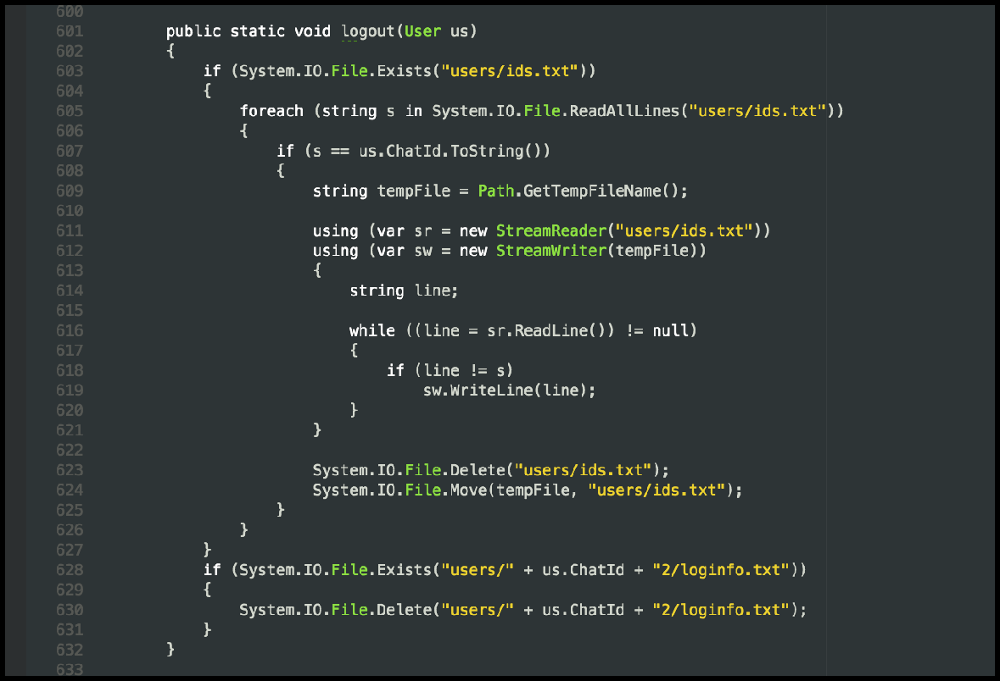 600
601 public static void logout(User us)
602 {
603 if (System.IO.File.Exists("users/ids.txt"))
604 {
605 foreach (string s in System.IO.File.ReadAllLines("users/ids.txt"))
606 {
607 if (s == us.ChatId.ToString())
608 {
609 string tempFile = Path.GetTempFileName();
610
611 using (var sr = new StreamReader("users/ids.txt"))
612 using (var sw = new StreamWriter(tempFile))
613 {
614 string line;
615
616 while ((line = sr.ReadLine()) != null)
617 {
618 if (line != s)
619 sw.WriteLine(line);
620 }
621 }
622
623 System.IO.File.Delete("users/ids.txt");
624 System.IO.File.Move(tempFile, "users/ids.txt");
625 }
626 }
627 }
628 if (System.IO.File.Exists("users/" + us.ChatId + "2/loginfo.txt"))
629 {
630 System.IO.File.Delete("users/" + us.ChatId + "2/loginfo.txt");
631 }
632 }
633